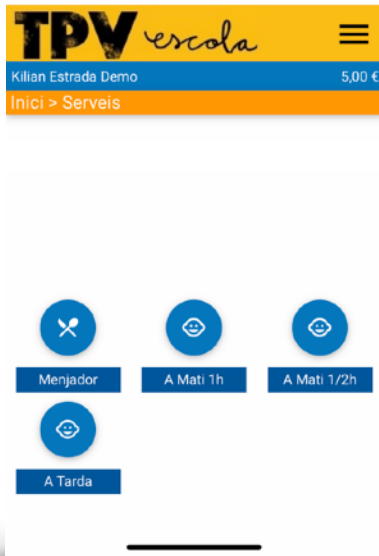 TPV escola
Kilian Estrada Demo 5,00 €
Inici > Serveis
Menjador A Mati 1h A Mati 1/2h
A Tarda